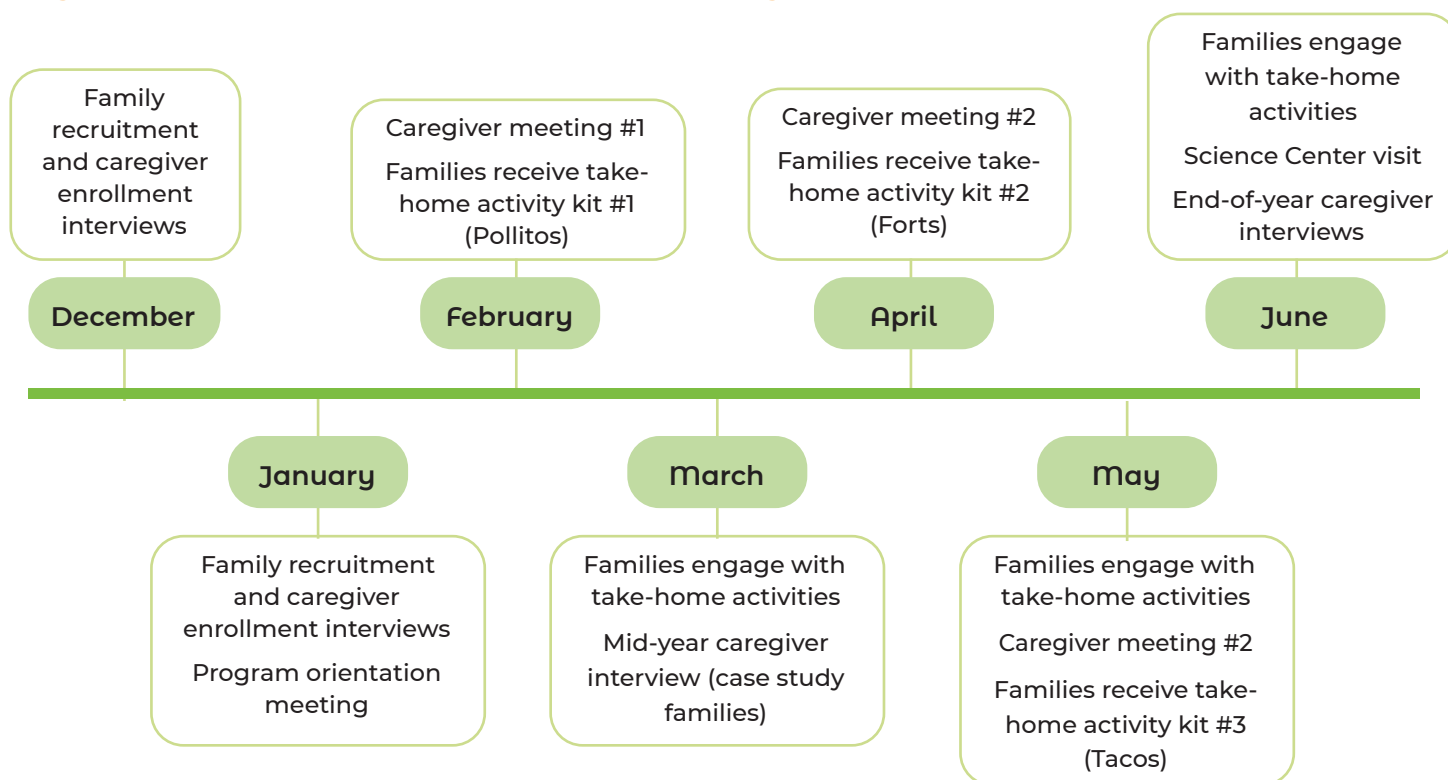 Family
recruitment
and caregiver
enrollment
interviews
December
Caregiver meeting #1
Families receive take-
home activity kit #1
(Pollitos)
February
Caregiver meeting #2
Families receive take-
home activity kit #2
(Forts)
April
Families engage
with take-home
activities
Science Center visit
End-of-year caregiver
interviews
June
January
Family recruitment
and caregiver
enrollment interviews
Program orientation
meeting
March
Families engage with
take-home activities
Mid-year caregiver
interview (case study
families)
May
Families engage with
take-home activities
Caregiver meeting #2
Families receive take-
home activity kit #3
(Tacos)